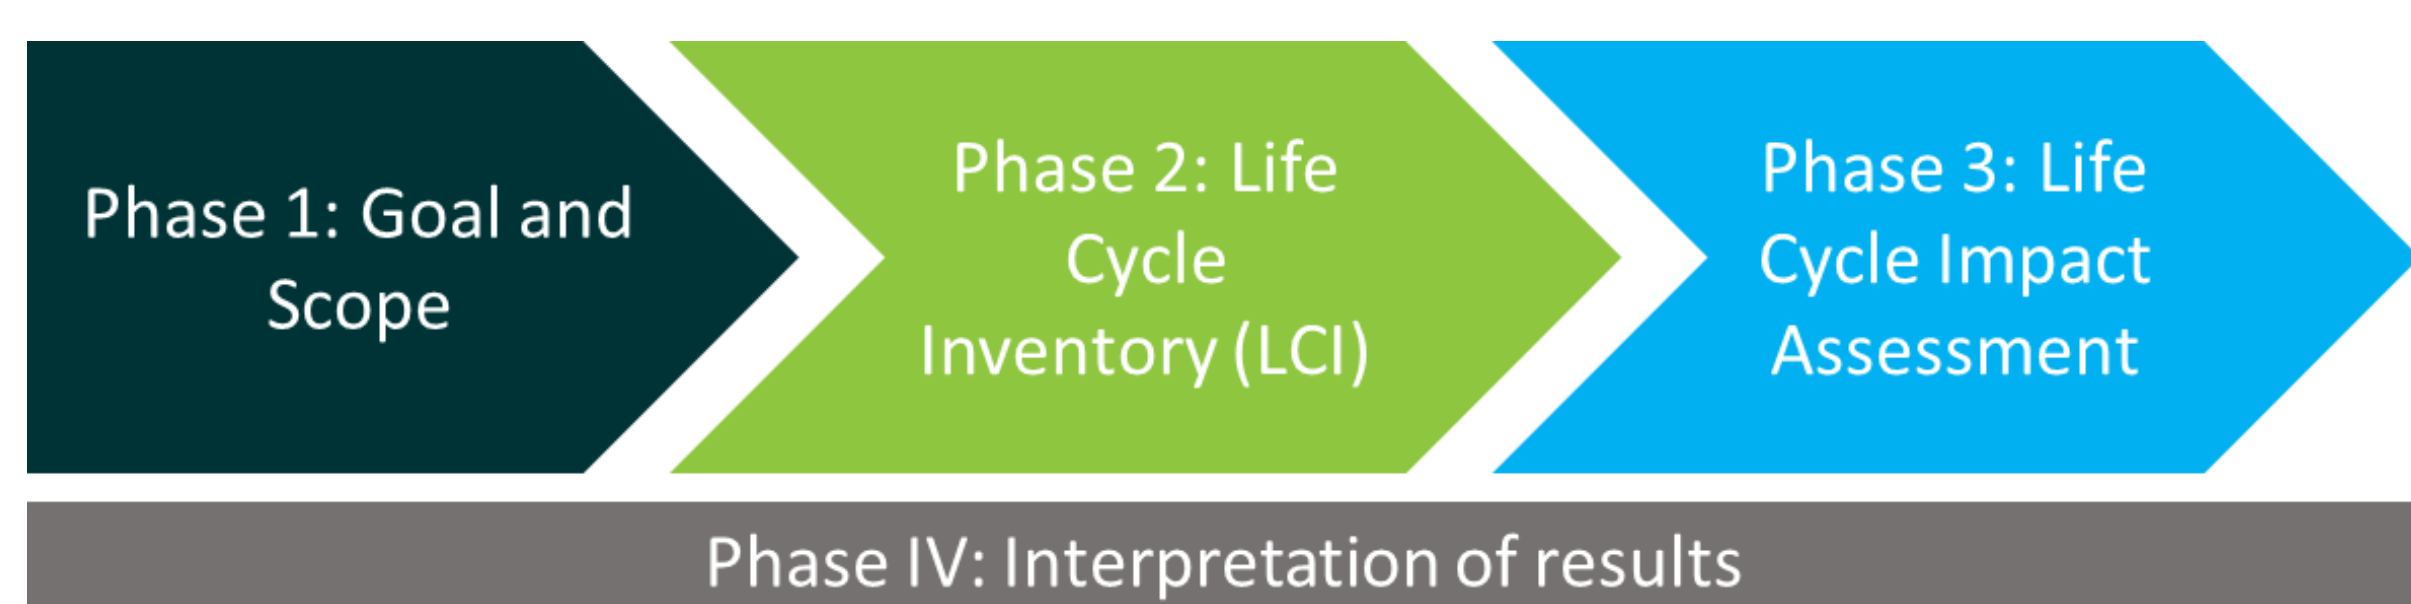 Phase 1: Goal and
Scope
Phase 2: Life
Cycle
Inventory (LCI)
Phase 3: Life
Cycle Impact
Assessment
Phase IV: Interpretation of results